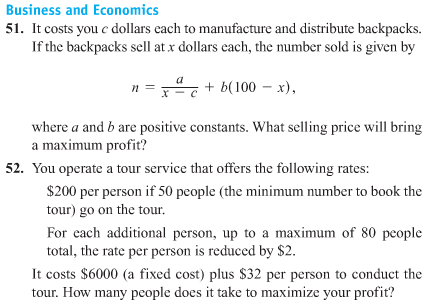 Business and Economics
51. It costs you c dollars each to manufacture and distribute backpacks.
If the backpacks sell at x dollars each, the number sold is given by
n = a/(x − c) + b(100 − x),
where a and b are positive constants. What selling price will bring
a maximum profit?
52. You operate a tour service that offers the following rates:
$200 per person if 50 people (the minimum number to book the
tour) go on the tour.
For each additional person, up to a maximum of 80 people
total, the rate per person is reduced by $2.
It costs $6000 (a fixed cost) plus $32 per person to conduct the
tour. How many people does it take to maximize your profit?